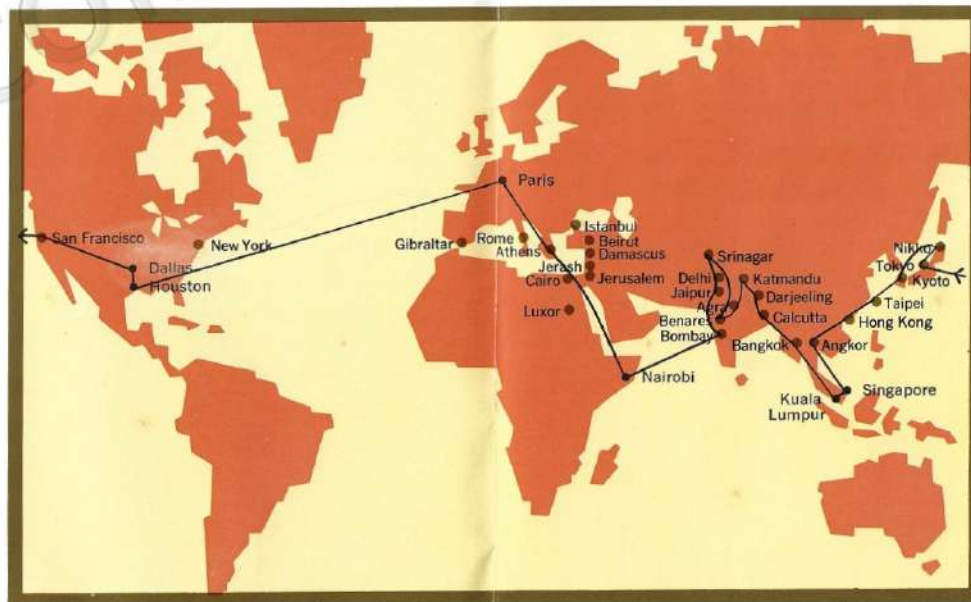 Paris
San Francisco
New York
Gibraltar
Rome
Athens
Istanbul
Beirut
Damascus
Jerash
Cairo
Jerusalem
Luxor
Dallas
Houston
Srinagar
Delhi
Jaipur
Agra
Benares
Bombay
Katmandu
Darjeeling
Calcutta
Bangkok
Angkor
Nikko
Tokyo
Kyoto
Taipei
Hong Kong
Nairobi
Kuala
Lumpur
Singapore